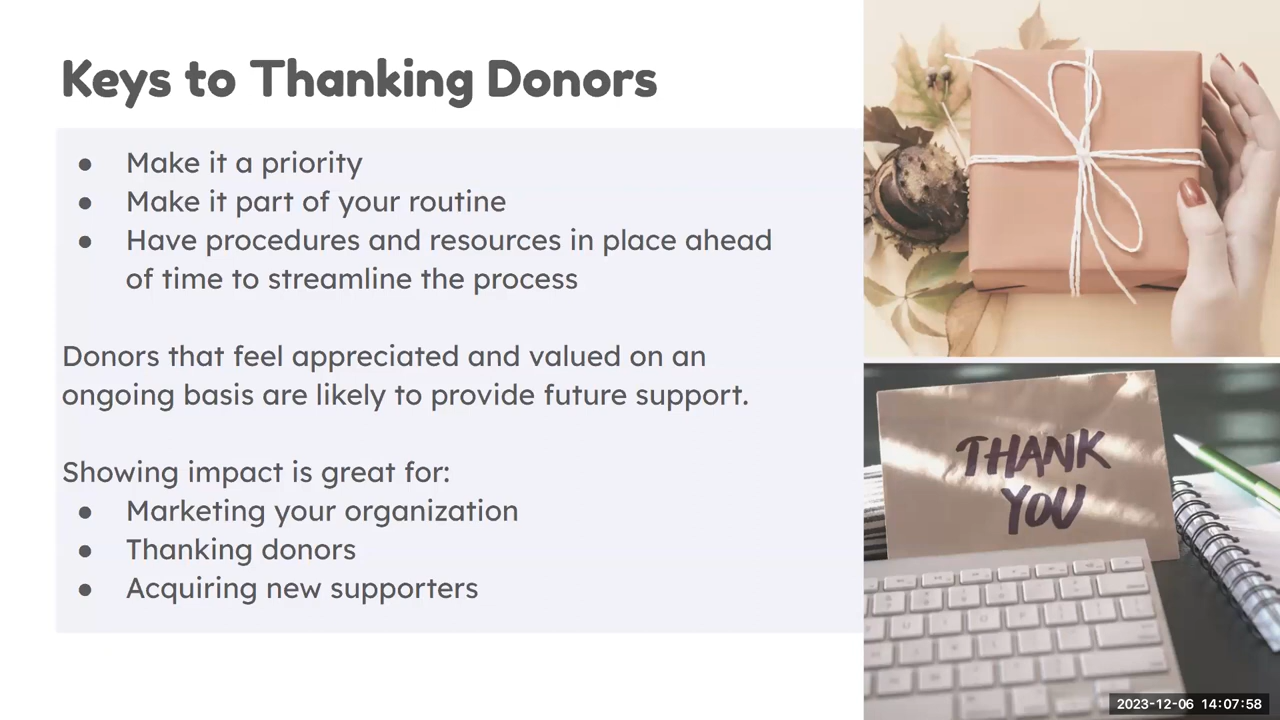 Keys to Thanking Donors
● Make it a priority
● Make it part of your routine
● Have procedures and resources in place ahead
of time to streamline the process
Donors that feel appreciated and valued on an
ongoing basis are likely to provide future support.
Showing impact is great for:
● Marketing your organization
● Thanking donors
● Acquiring new supporters
THANK
YOU
2023-12-06 14:07:58